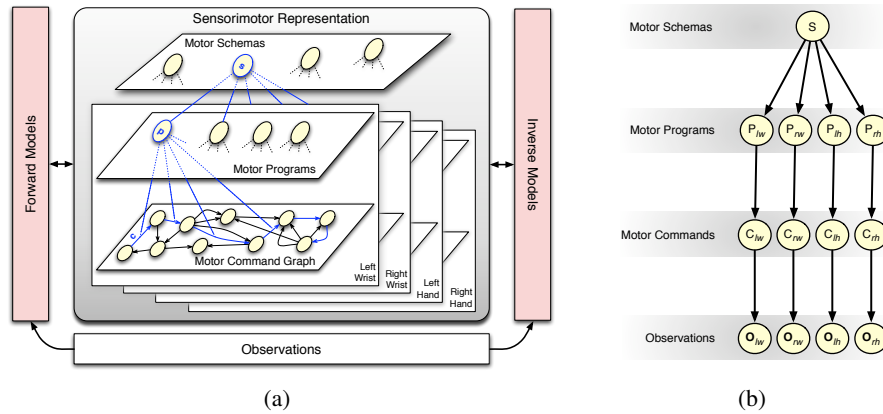 Sensorimotor Representation
Motor Schemas
s
p
Motor Programs
c
Motor Command Graph
Left
Wrist
Right
Wrist
Left
Hand
Right
Hand
Forward Models
Inverse Models
Observations
(a)
Motor Schemas
S
Motor Programs
P_lw P_rw P_lh P_rh
Motor Commands
C_lw C_rw C_lh C_rh
Observations
O_lw O_rw O_lh O_rh
(b)